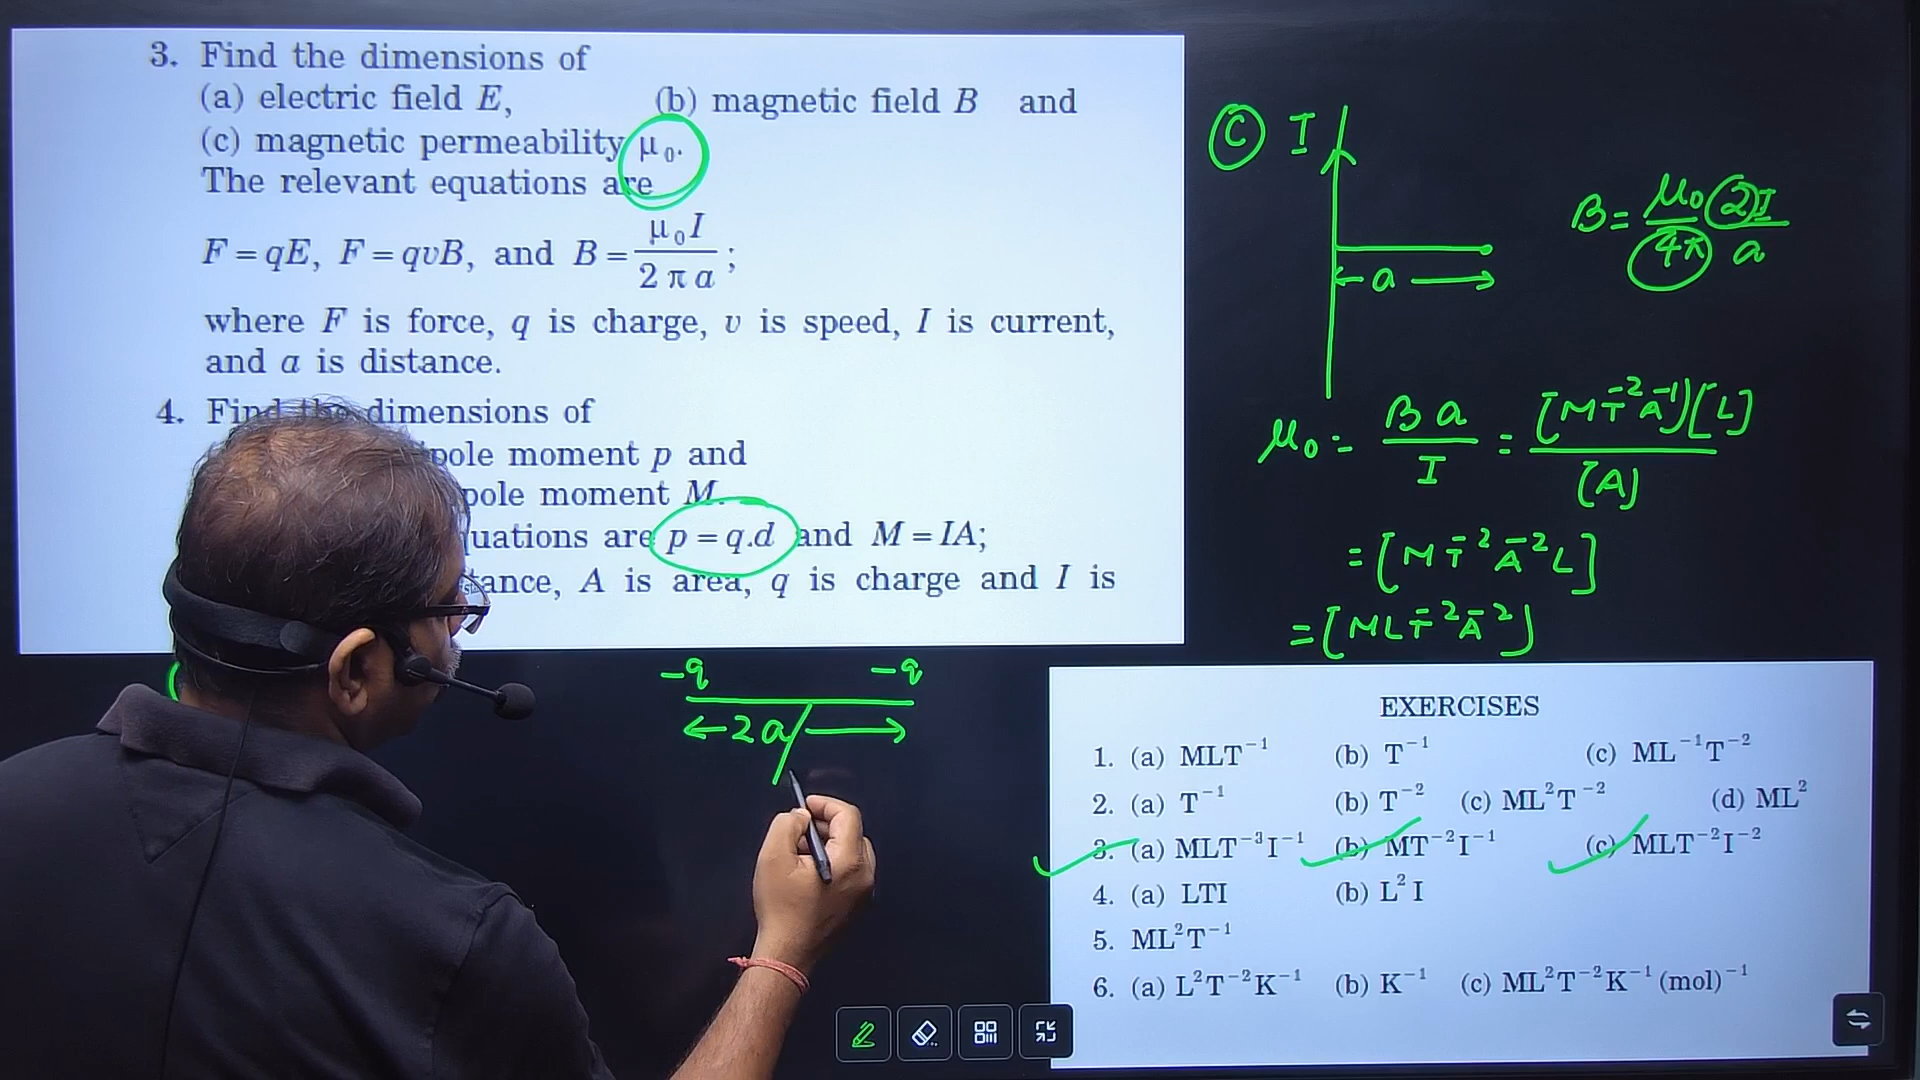 3. Find the dimensions of
(a) electric field E, (b) magnetic field B and
(c) magnetic permeability μ₀.
The relevant equations are
F = qE, F = qvB, and B = μ₀I / 2πa ;
where F is force, q is charge, v is speed, I is current,
and a is distance.
4. Find the dimensions of
pole moment p and
pole moment M.
uations are p = q.d and M = IA;
tance, A is area, q is charge and I is
-q -q
←2a→
Ⓒ I
B = μ₀ 2I / 4π a
←a→
μ₀ = B a / I = [MT⁻²A⁻¹][L] / [A]
= [MT⁻²A⁻²L]
= [MLT⁻²A⁻²]
EXERCISES
1. (a) MLT⁻¹ (b) T⁻¹ (c) ML⁻¹T⁻²
2. (a) T⁻¹ (b) T⁻² (c) ML²T⁻² (d) ML²
3. (a) MLT⁻³I⁻¹ (b) MT⁻²I⁻¹ (c) MLT⁻²I⁻²
4. (a) LTI (b) L²I
5. ML²T⁻¹
6. (a) L²T⁻²K⁻¹ (b) K⁻¹ (c) ML²T⁻²K⁻¹ (mol)⁻¹